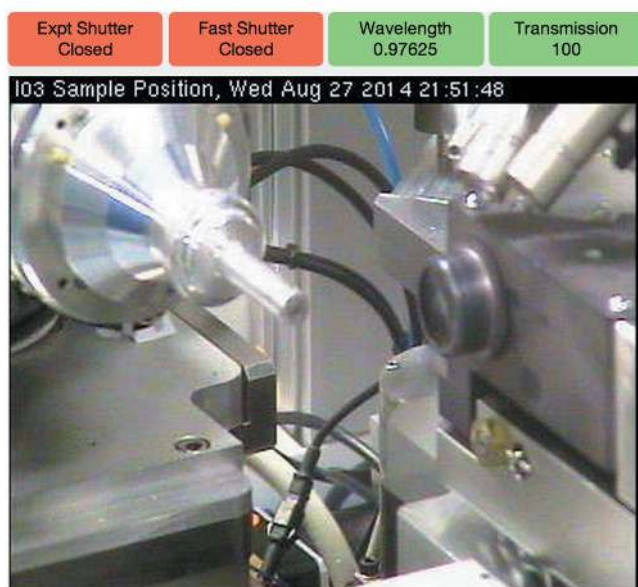 Expt Shutter
Closed
Fast Shutter
Closed
Wavelength
0.97625
Transmission
100
I03 Sample Position, Wed Aug 27 2014 21:51:48